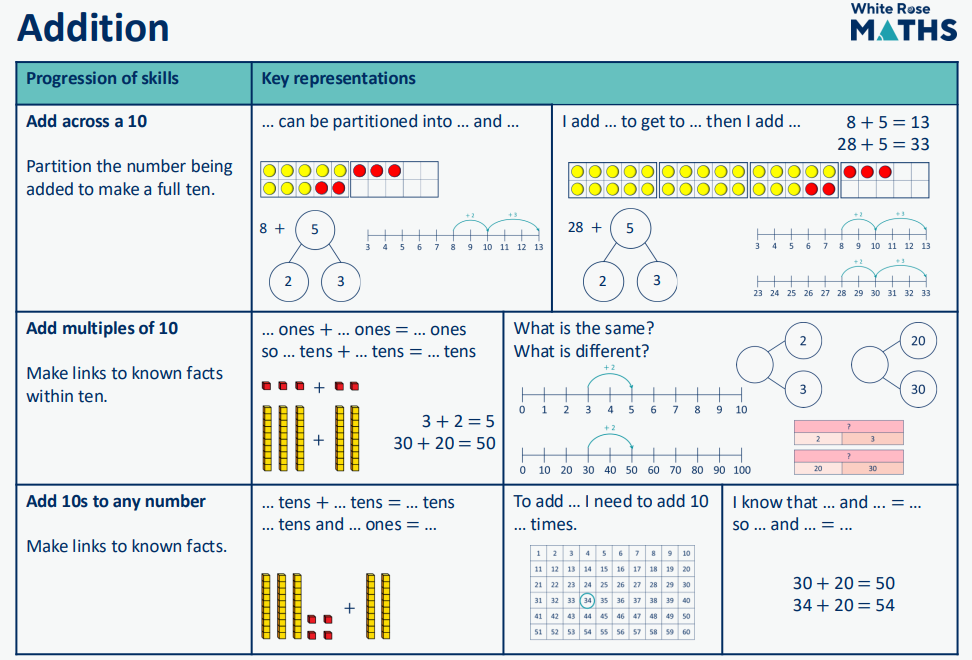 Addition
White Rose
MATHS
Progression of skills
Key representations
Add across a 10
Partition the number being
added to make a full ten.
... can be partitioned into ... and ...
8 +
5
2
3
+ 2
+ 3
3 4 5 6 7 8 9 10 11 12 13
I add ... to get to ... then I add ...
8 + 5 = 13
28 + 5 = 33
28 +
5
2
3
+ 2
+ 3
3 4 5 6 7 8 9 10 11 12 13
+ 2
+ 3
23 24 25 26 27 28 29 30 31 32 33
Add multiples of 10
Make links to known facts
within ten.
... ones + ... ones = ... ones
so ... tens + ... tens = ... tens
+
+
3 + 2 = 5
30 + 20 = 50
What is the same?
What is different?
+ 2
0 1 2 3 4 5 6 7 8 9 10
+ 2
0 10 20 30 40 50 60 70 80 90 100
2
3
20
30
?
2 3
?
20 30
Add 10s to any number
Make links to known facts.
... tens + ... tens = ... tens
... tens and ... ones = ...
+
To add ... I need to add 10
... times.
1 2 3 4 5 6 7 8 9 10
11 12 13 14 15 16 17 18 19 20
21 22 23 24 25 26 27 28 29 30
31 32 33 34 35 36 37 38 39 40
41 42 43 44 45 46 47 48 49 50
51 52 53 54 55 56 57 58 59 60
I know that ... and ... = ...
so ... and ... = ...
30 + 20 = 50
34 + 20 = 54